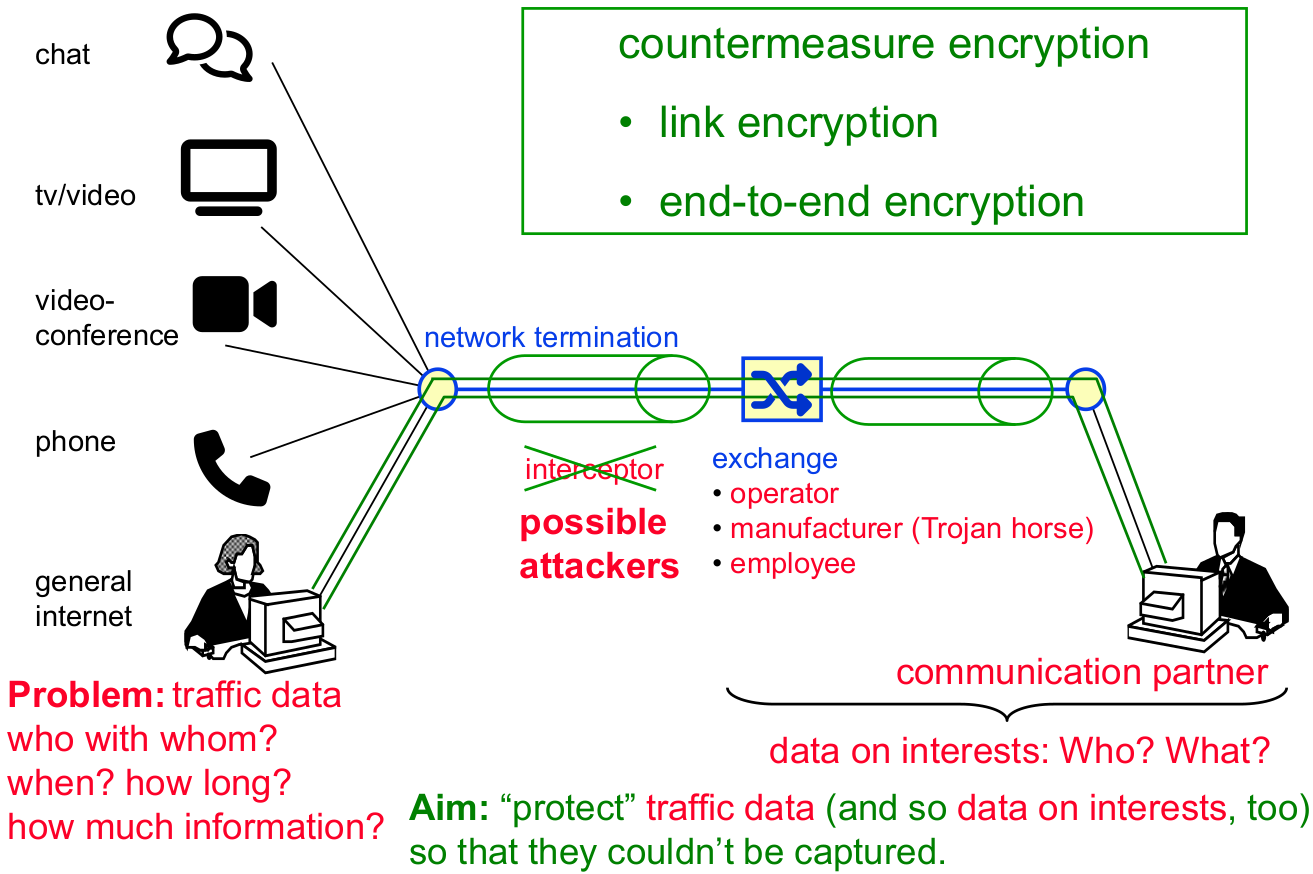 chat
tv/video
video-
conference
phone
general
internet
countermeasure encryption
• link encryption
• end-to-end encryption
network termination
interceptor
possible
attackers
exchange
• operator
• manufacturer (Trojan horse)
• employee
communication partner
data on interests: Who? What?
Problem: traffic data
who with whom?
when? how long?
how much information?
Aim: “protect” traffic data (and so data on interests, too)
so that they couldn’t be captured.